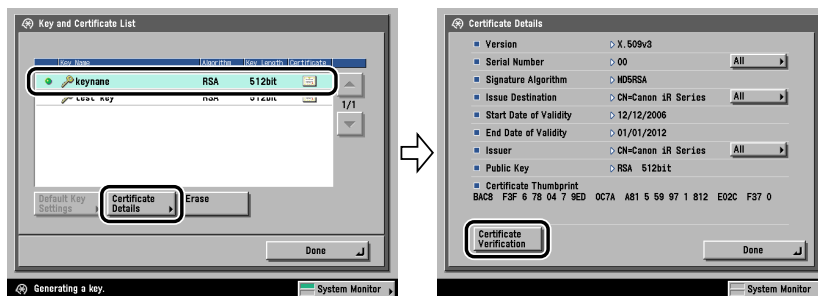 Key and Certificate List
Key Name Algorithm Key Length Certificate
keyname RSA 512bit
test key RSA 512bit
1/1
Default Key Settings
Certificate Details
Erase
Done
Generating a key.
System Monitor
Certificate Details
Version X.509v3
Serial Number 00 All
Signature Algorithm MD5RSA
Issue Destination CN=Canon iR Series All
Start Date of Validity 12/12/2006
End Date of Validity 01/01/2012
Issuer CN=Canon iR Series All
Public Key RSA 512bit
Certificate Thumbprint
BAC8 F3F 6 78 04 7 9ED 0C7A A81 5 59 97 1 812 E02C F37 0
Certificate Verification
Done
System Monitor